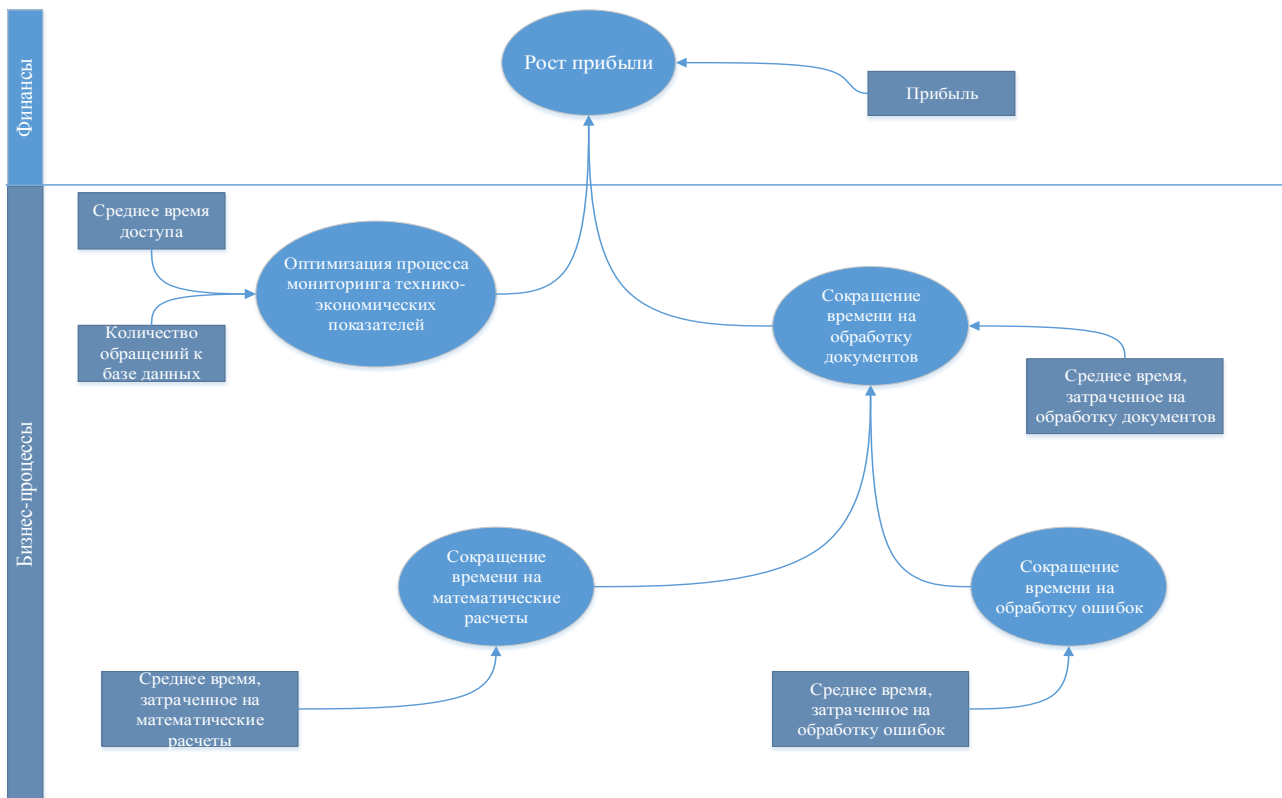 Финансы
Рост прибыли
Прибыль
Бизнес-процессы
Среднее время
доступа
Оптимизация процесса
мониторинга технико-
экономических
показателей
Количество
обращений к
базе данных
Сокращение
времени на
обработку
документов
Среднее время,
затраченное на
обработку документов
Сокращение
времени на
математические
расчеты
Сокращение
времени на
обработку ошибок
Среднее время,
затраченное на
математические
расчеты
Среднее время,
затраченное на
обработку ошибок